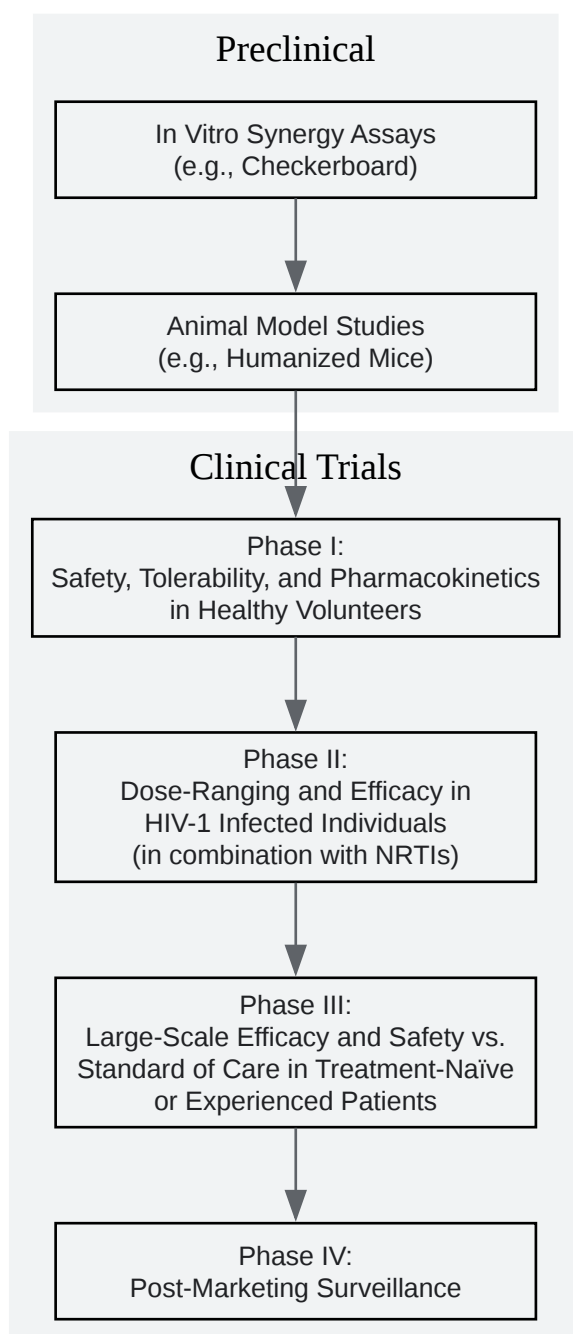 Preclinical
In Vitro Synergy Assays
(e.g., Checkerboard)
Animal Model Studies
(e.g., Humanized Mice)
Clinical Trials
Phase I:
Safety, Tolerability, and Pharmacokinetics
in Healthy Volunteers
Phase II:
Dose-Ranging and Efficacy in
HIV-1 Infected Individuals
(in combination with NRTIs)
Phase III:
Large-Scale Efficacy and Safety vs.
Standard of Care in Treatment-Naïve
or Experienced Patients
Phase IV:
Post-Marketing Surveillance